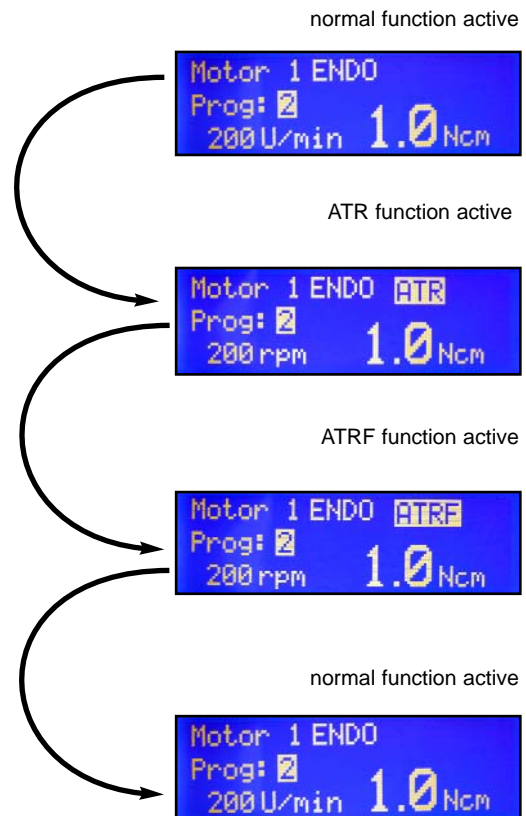 normal function active
Motor 1 ENDO
Prog: 2
200 U/min 1.0 Ncm
ATR function active
Motor 1 ENDO ATR
Prog: 2
200 rpm 1.0 Ncm
ATRF function active
Motor 1 ENDO ATRF
Prog: 2
200 rpm 1.0 Ncm
normal function active
Motor 1 ENDO
Prog: 2
200 U/min 1.0 Ncm